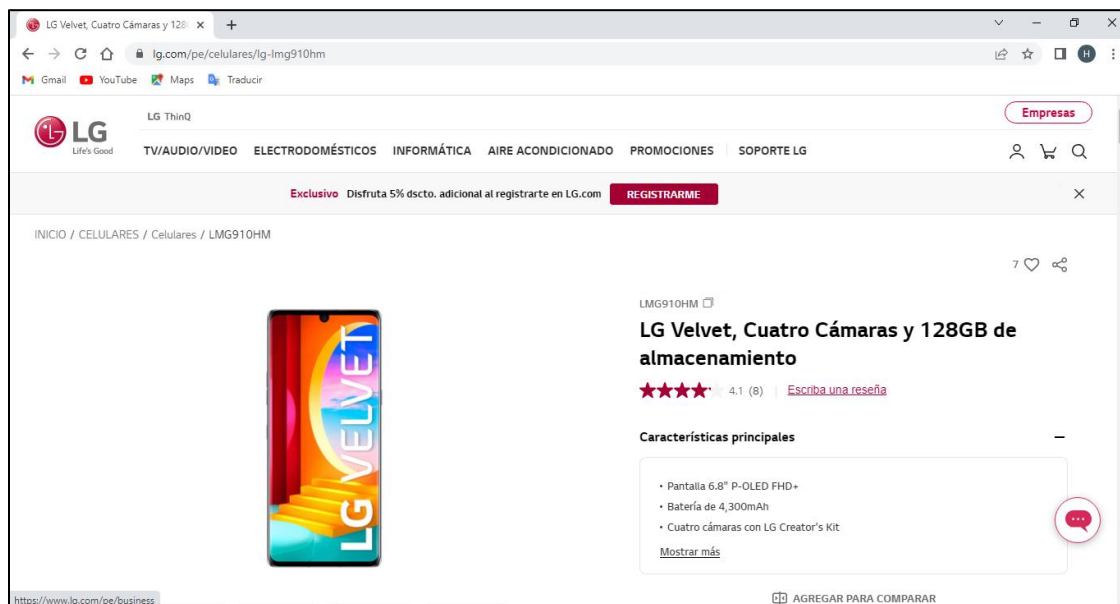 LG Velvet, Cuatro Cámaras y 128G
lg.com/pe/celulares/lg-lmg910hm
H
Gmail YouTube Maps Traducir
LG ThinQ
Empresas
LG
Life's Good
TV/AUDIO/VIDEO ELECTRODOMÉSTICOS INFORMÁTICA AIRE ACONDICIONADO PROMOCIONES SOPORTE LG
Exclusivo Disfruta 5% dscto. adicional al registrarte en LG.com REGISTRARME
INICIO / CELULARES / Celulares / LMG910HM
7
LMG910HM
LG Velvet, Cuatro Cámaras y 128GB de
almacenamiento
4.1 (8) | Escriba una reseña
LG VELVET
Características principales
• Pantalla 6.8" P-OLED FHD+
• Batería de 4,300mAh
• Cuatro cámaras con LG Creator's Kit
Mostrar más
AGREGAR PARA COMPARAR
https://www.lg.com/pe/business